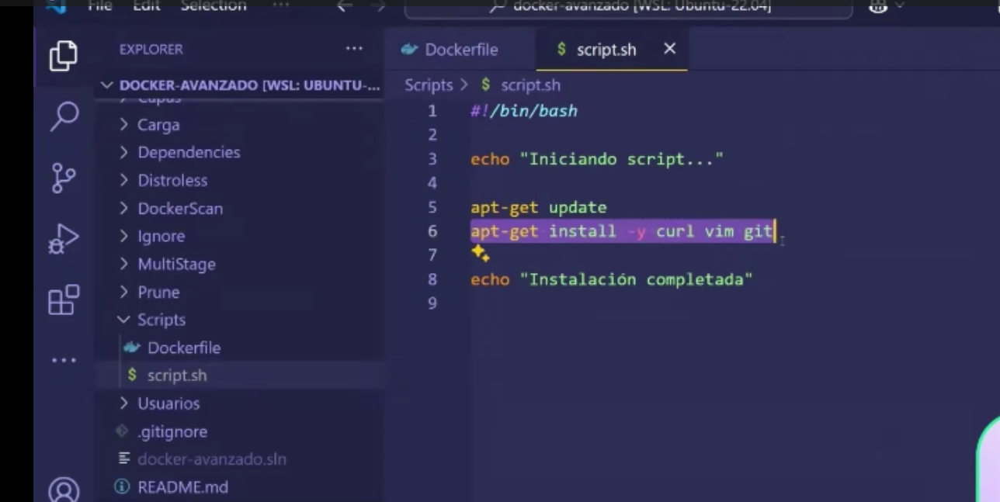 File Edit Selection ...
docker-avanzado [WSL: Ubuntu-22.04]
EXPLORER ...
DOCKER-AVANZADO [WSL: UBUNTU-...
Capas
Carga
Dependencies
Distroless
DockerScan
Ignore
MultiStage
Prune
Scripts
Dockerfile
script.sh
Usuarios
.gitignore
docker-avanzado.sln
README.md
Dockerfile
$ script.sh
Scripts > $ script.sh
1 #!/bin/bash
2
3 echo "Iniciando script..."
4
5 apt-get update
6 apt-get install -y curl vim git
7
8 echo "Instalación completada"
9